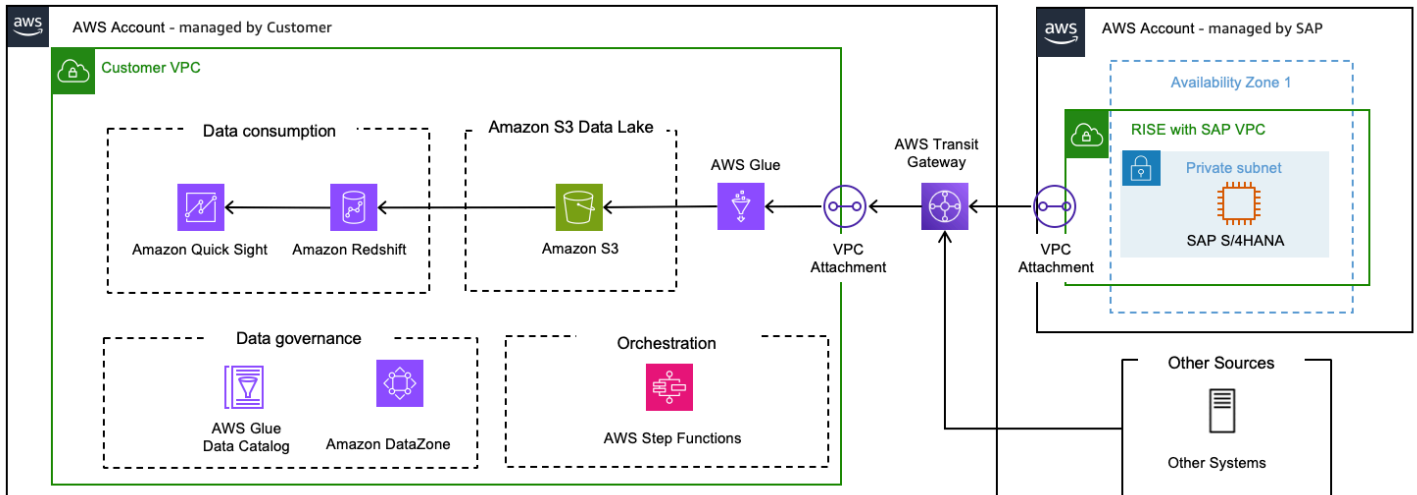 aws
AWS Account - managed by Customer
Customer VPC
Data consumption
Amazon Quick Sight
Amazon Redshift
Amazon S3 Data Lake
Amazon S3
AWS Glue
VPC
Attachment
AWS Transit
Gateway
Data governance
AWS Glue
Data Catalog
Amazon DataZone
Orchestration
AWS Step Functions
aws
AWS Account - managed by SAP
Availability Zone 1
RISE with SAP VPC
Private subnet
SAP S/4HANA
VPC
Attachment
Other Sources
Other Systems